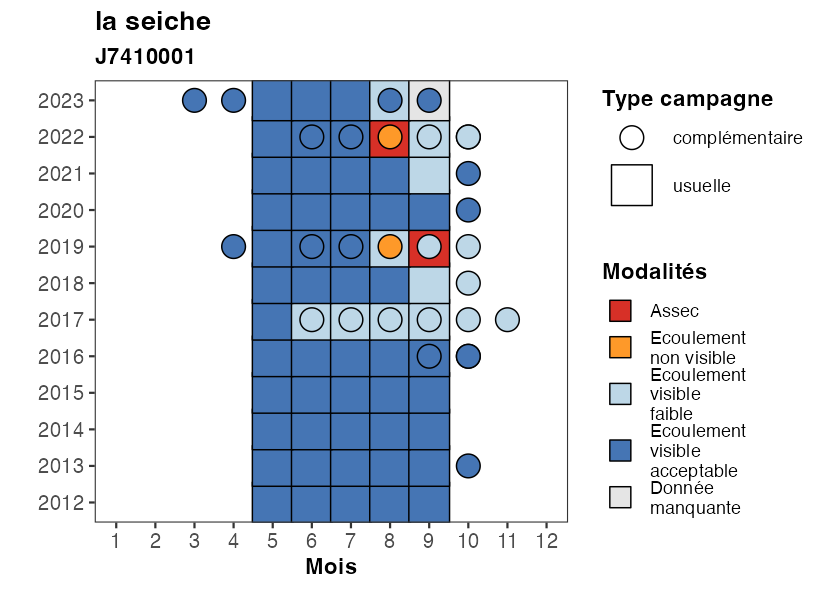 la seiche
J7410001
2023
2022
2021
2020
2019
2018
2017
2016
2015
2014
2013
2012
1 2 3 4 5 6 7 8 9 10 11 12
Mois
Type campagne
complémentaire
usuelle
Modalités
Assec
Ecoulement
non visible
Ecoulement
visible
faible
Ecoulement
visible
acceptable
Donnée
manquante